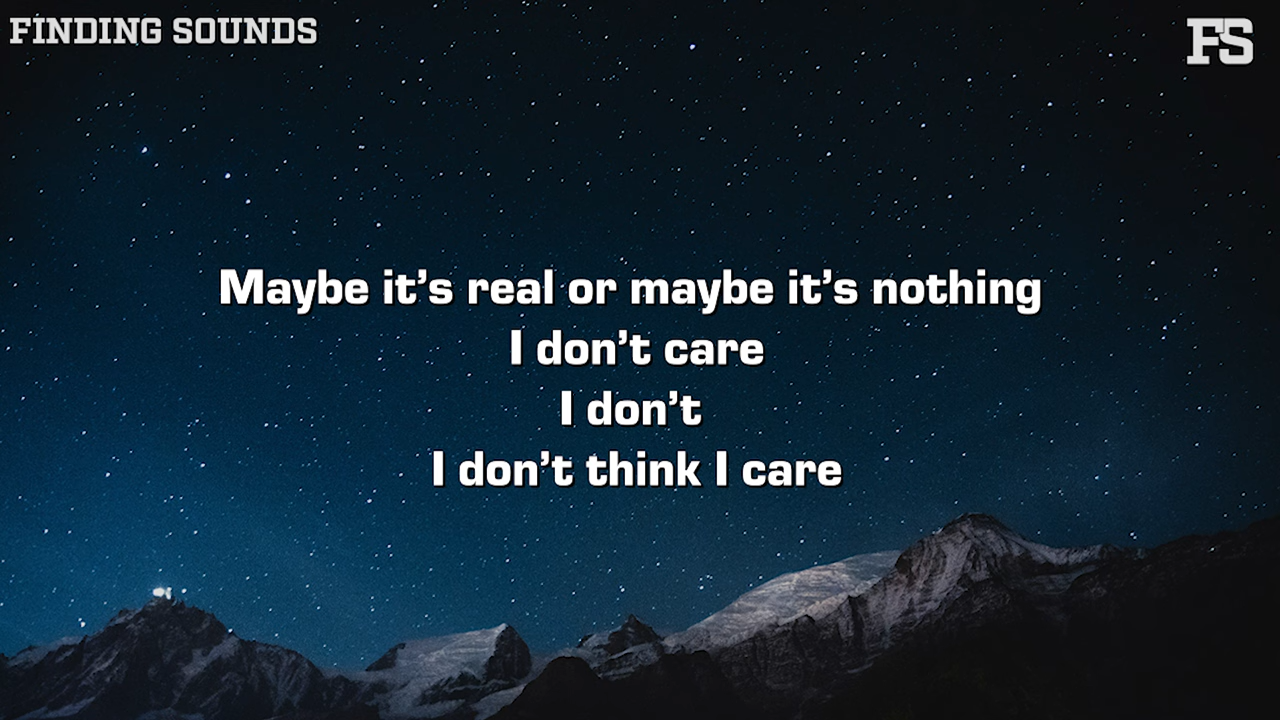 FINDING SOUNDS
FS
Maybe it’s real or maybe it’s nothing
I don’t care
I don’t
I don’t think I care